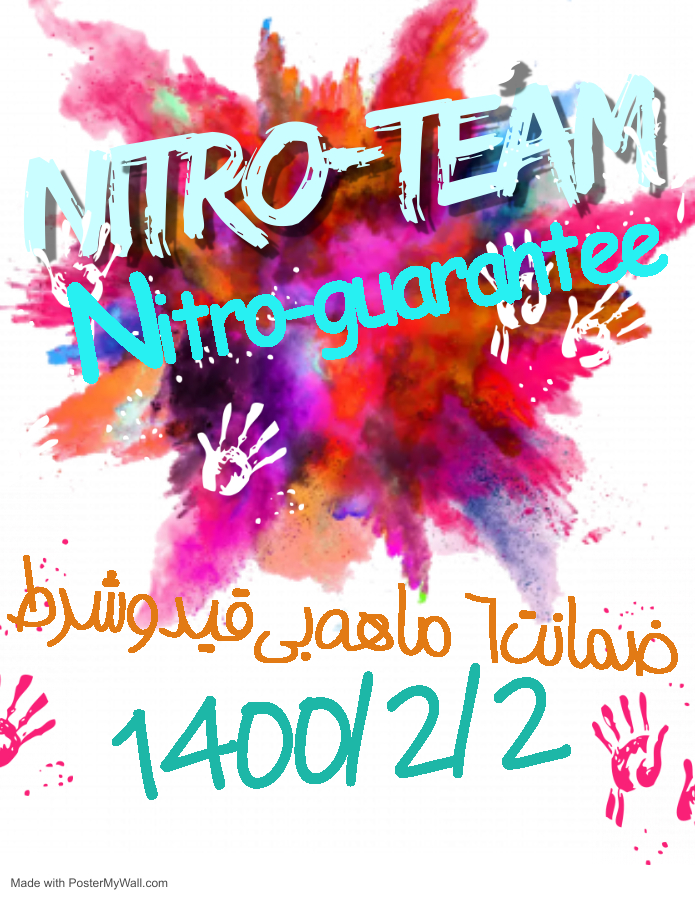 NITRO-TEAM
Nitro-guarantee
ضمانت ٦ ماهه بی قید و شرط
1400/2/2
Made with PosterMyWall.com